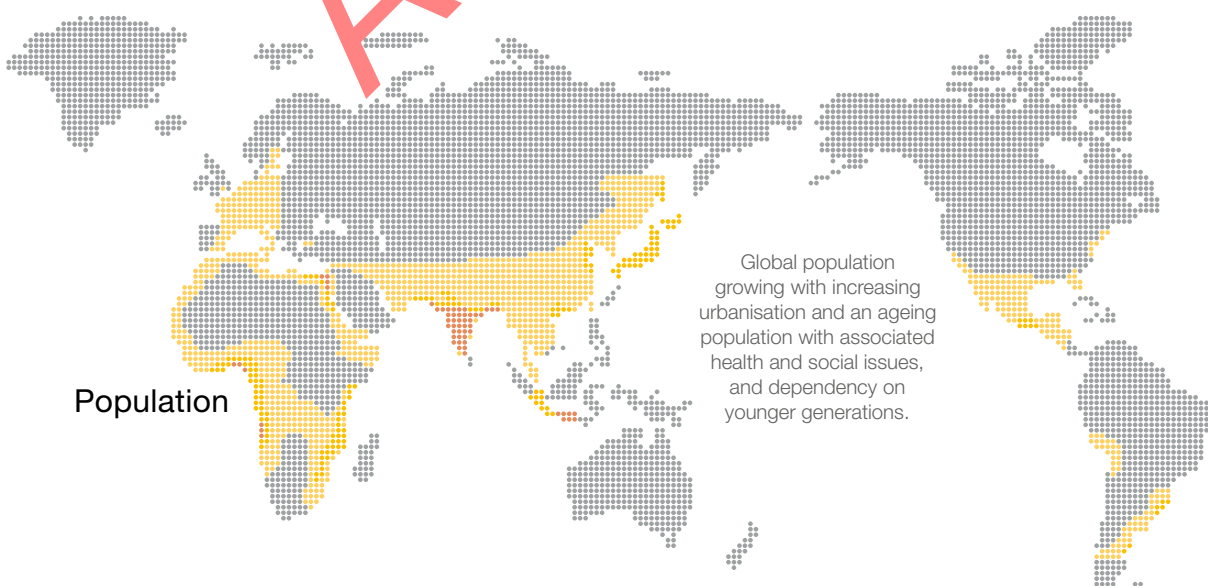 Global population
growing with increasing
urbanisation and an ageing
population with associated
health and social issues,
and dependency on
younger generations.
Population